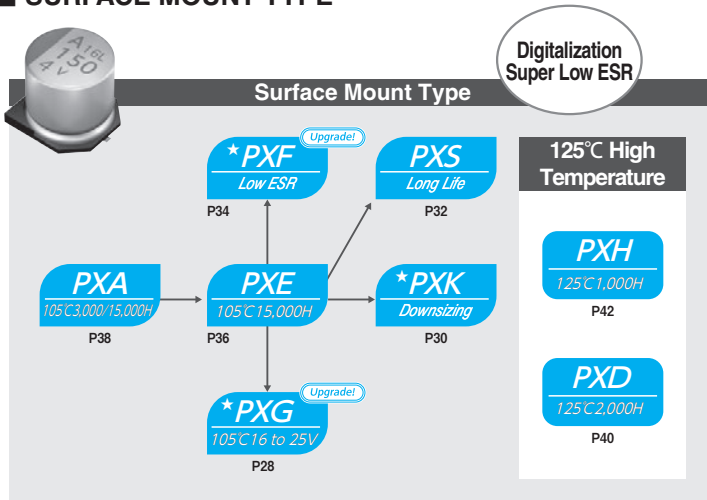 SURFACE MOUNT TYPE
A16L
150
4V
Digitalization
Super Low ESR
Surface Mount Type
Upgrade!
★PXF
Low ESR
P34
PXS
Long Life
P32
125℃ High
Temperature
PXA
105℃3,000/15,000H
P38
PXE
105℃15,000H
P36
★PXK
Downsizing
P30
PXH
125℃1,000H
P42
Upgrade!
★PXG
105℃16 to 25V
P28
PXD
125℃2,000H
P40